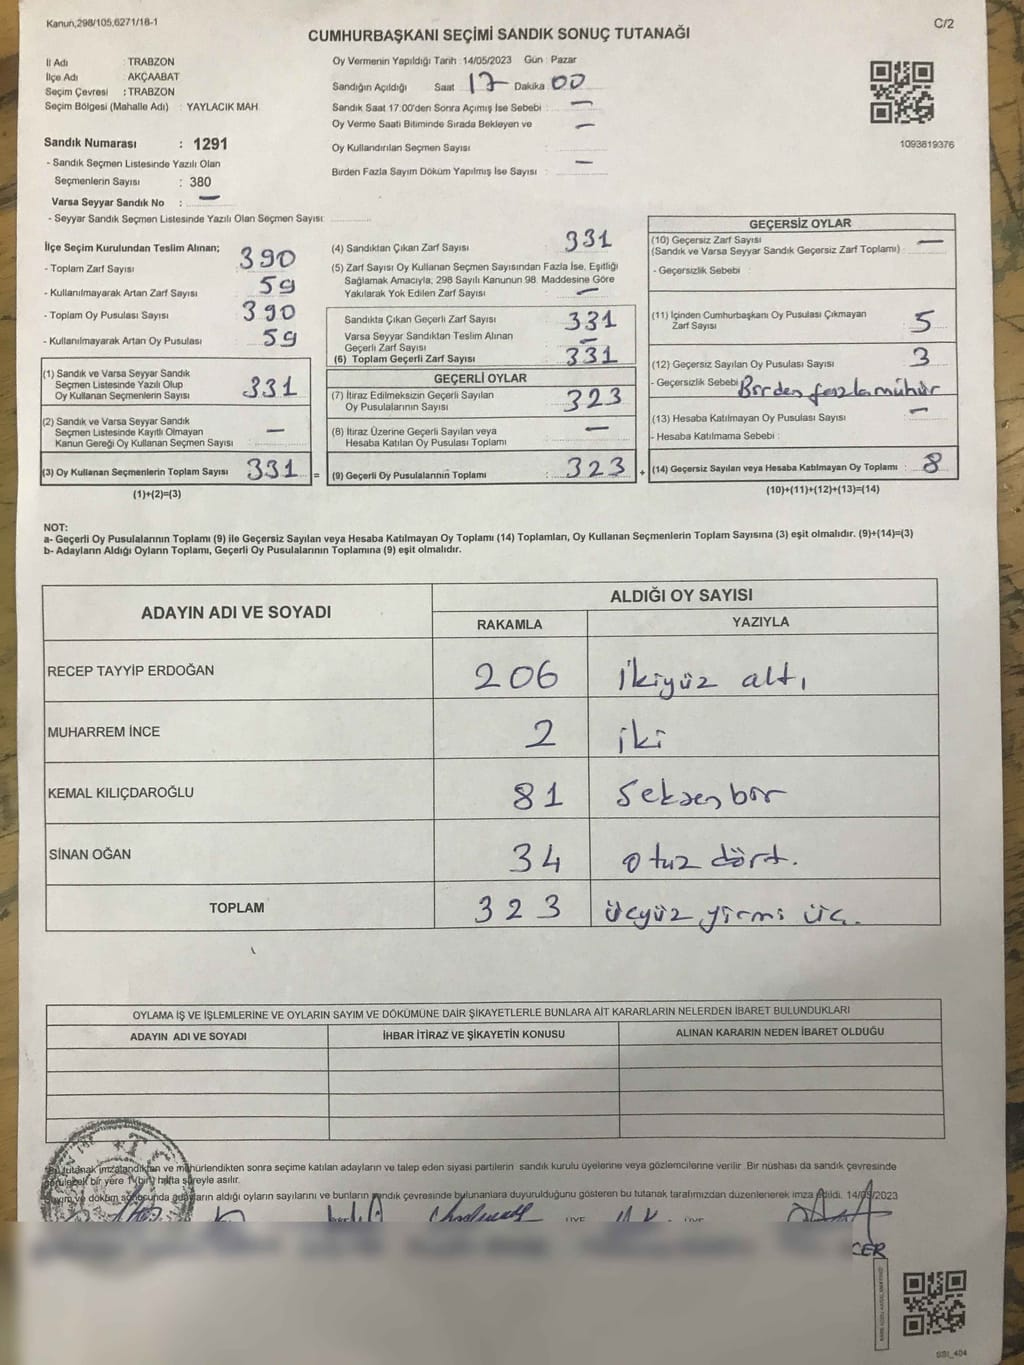 Kanun,298/105,6271/18-1
C/2
CUMHURBAŞKANI SEÇİMİ SANDIK SONUÇ TUTANAĞI
İl Adı : TRABZON
İlçe Adı : AKÇAABAT
Seçim Çevresi : TRABZON
Seçim Bölgesi (Mahalle Adı) : YAYLACIK MAH.
Sandık Numarası : 1291
- Sandık Seçmen Listesinde Yazılı Olan
Seçmenlerin Sayısı : 380
Varsa Seyyar Sandık No : —
- Seyyar Sandık Seçmen Listesinde Yazılı Olan Seçmen Sayısı:
Oy Vermenin Yapıldığı Tarih :14/05/2023 Gün : Pazar
Sandığın Açıldığı Saat 17 Dakika 00
Sandık Saat 17.00'den Sonra Açımış İse Sebebi : —
Oy Verme Saati Bitiminde Sırada Bekleyen ve —
Oy Kullandırılan Seçmen Sayısı :
Birden Fazla Sayım Döküm Yapılmış İse Sayısı : —
1093819376
İlçe Seçim Kurulundan Teslim Alınan;
- Toplam Zarf Sayısı 390
- Kullanılmayarak Artan Zarf Sayısı 59
- Toplam Oy Pusulası Sayısı 390
- Kullanılmayarak Artan Oy Pusulası 59
(1) Sandık ve Varsa Seyyar Sandık
Seçmen Listesinde Yazılı Olup
Oy Kullanan Seçmenlerin Sayısı 331
(2) Sandık ve Varsa Seyyar Sandık
Seçmen Listesinde Kayıtlı Olmayan
Kanun Gereği Oy Kullanan Seçmen Sayısı —
(3) Oy Kullanan Seçmenlerin Toplam Sayısı 331 =
(1)+(2)=(3)
(4) Sandıktan Çıkan Zarf Sayısı 331
(5) Zarf Sayısı Oy Kullanan Seçmen Sayısından Fazla İse, Eşitliği
Sağlamak Amacıyla; 298 Sayılı Kanunun 98. Maddesine Göre
Yakılarak Yok Edilen Zarf Sayısı —
Sandıkta Çıkan Geçerli Zarf Sayısı 331
Varsa Seyyar Sandıktan Teslim Alınan
Geçerli Zarf Sayısı —
(6) Toplam Geçerli Zarf Sayısı 331
GEÇERLİ OYLAR
(7) İtiraz Edilmeksizin Geçerli Sayılan
Oy Pusulalarının Sayısı 323
(8) İtiraz Üzerine Geçerli Sayılan veya
Hesaba Katılan Oy Pusulası Toplamı —
(9) Geçerli Oy Pusulalarının Toplamı : 323 +
GEÇERSİZ OYLAR
(10) Geçersiz Zarf Sayısı —
(Sandık ve Varsa Seyyar Sandık Geçersiz Zarf Toplamı) :
- Geçersizlik Sebebi :
(11) İçinden Cumhurbaşkanı Oy Pusulası Çıkmayan
Zarf Sayısı 5
(12) Geçersiz Sayılan Oy Pusulası Sayısı 3
- Geçersizlik Sebebi Birden fazla mühür
(13) Hesaba Katılmayan Oy Pusulası Sayısı —
- Hesaba Katılmama Sebebi :
(14) Geçersiz Sayılan veya Hesaba Katılmayan Oy Toplamı : 8
(10)+(11)+(12)+(13)=(14)
NOT:
a- Geçerli Oy Pusulalarının Toplamı (9) ile Geçersiz Sayılan veya Hesaba Katılmayan Oy Toplamı (14) Toplamları, Oy Kullanan Seçmenlerin Toplam Sayısına (3) eşit olmalıdır. (9)+(14)=(3)
b- Adayların Aldığı Oyların Toplamı, Geçerli Oy Pusulalarının Toplamına (9) eşit olmalıdır.
ADAYIN ADI VE SOYADI
ALDIĞI OY SAYISI
RAKAMLA YAZIYLA
RECEP TAYYİP ERDOĞAN 206 ikiyüz altı
MUHARREM İNCE 2 iki
KEMAL KILIÇDAROĞLU 81 Seksen bir
SİNAN OĞAN 34 otuz dört.
TOPLAM 323 üçyüz yirmi üç.
OYLAMA İŞ VE İŞLEMLERİNE VE OYLARIN SAYIM VE DÖKÜMÜNE DAİR ŞİKAYETLERLE BUNLARA AİT KARARLARIN NELERDEN İBARET BULUNDUKLARI
ADAYIN ADI VE SOYADI İHBAR İTİRAZ VE ŞİKAYETİN KONUSU ALINAN KARARIN NEDEN İBARET OLDUĞU
*Bu tutanak imzalandıktan ve mühürlendikten sonra seçime katılan adayların ve talep eden siyasi partilerin sandık kurulu üyelerine veya gözlemcilerine verilir. Bir nüshası da sandık çevresinde
görülecek bir yere 1 (bir) hafta süreyle asılır.
Sayım ve döküm sonucunda adayların aldığı oyların sayılarını ve bunların sandık çevresinde bulunanlara duyurulduğunu gösteren bu tutanak tarafımızdan düzenlenerek imza edildi. 14/05/2023
SSI_404